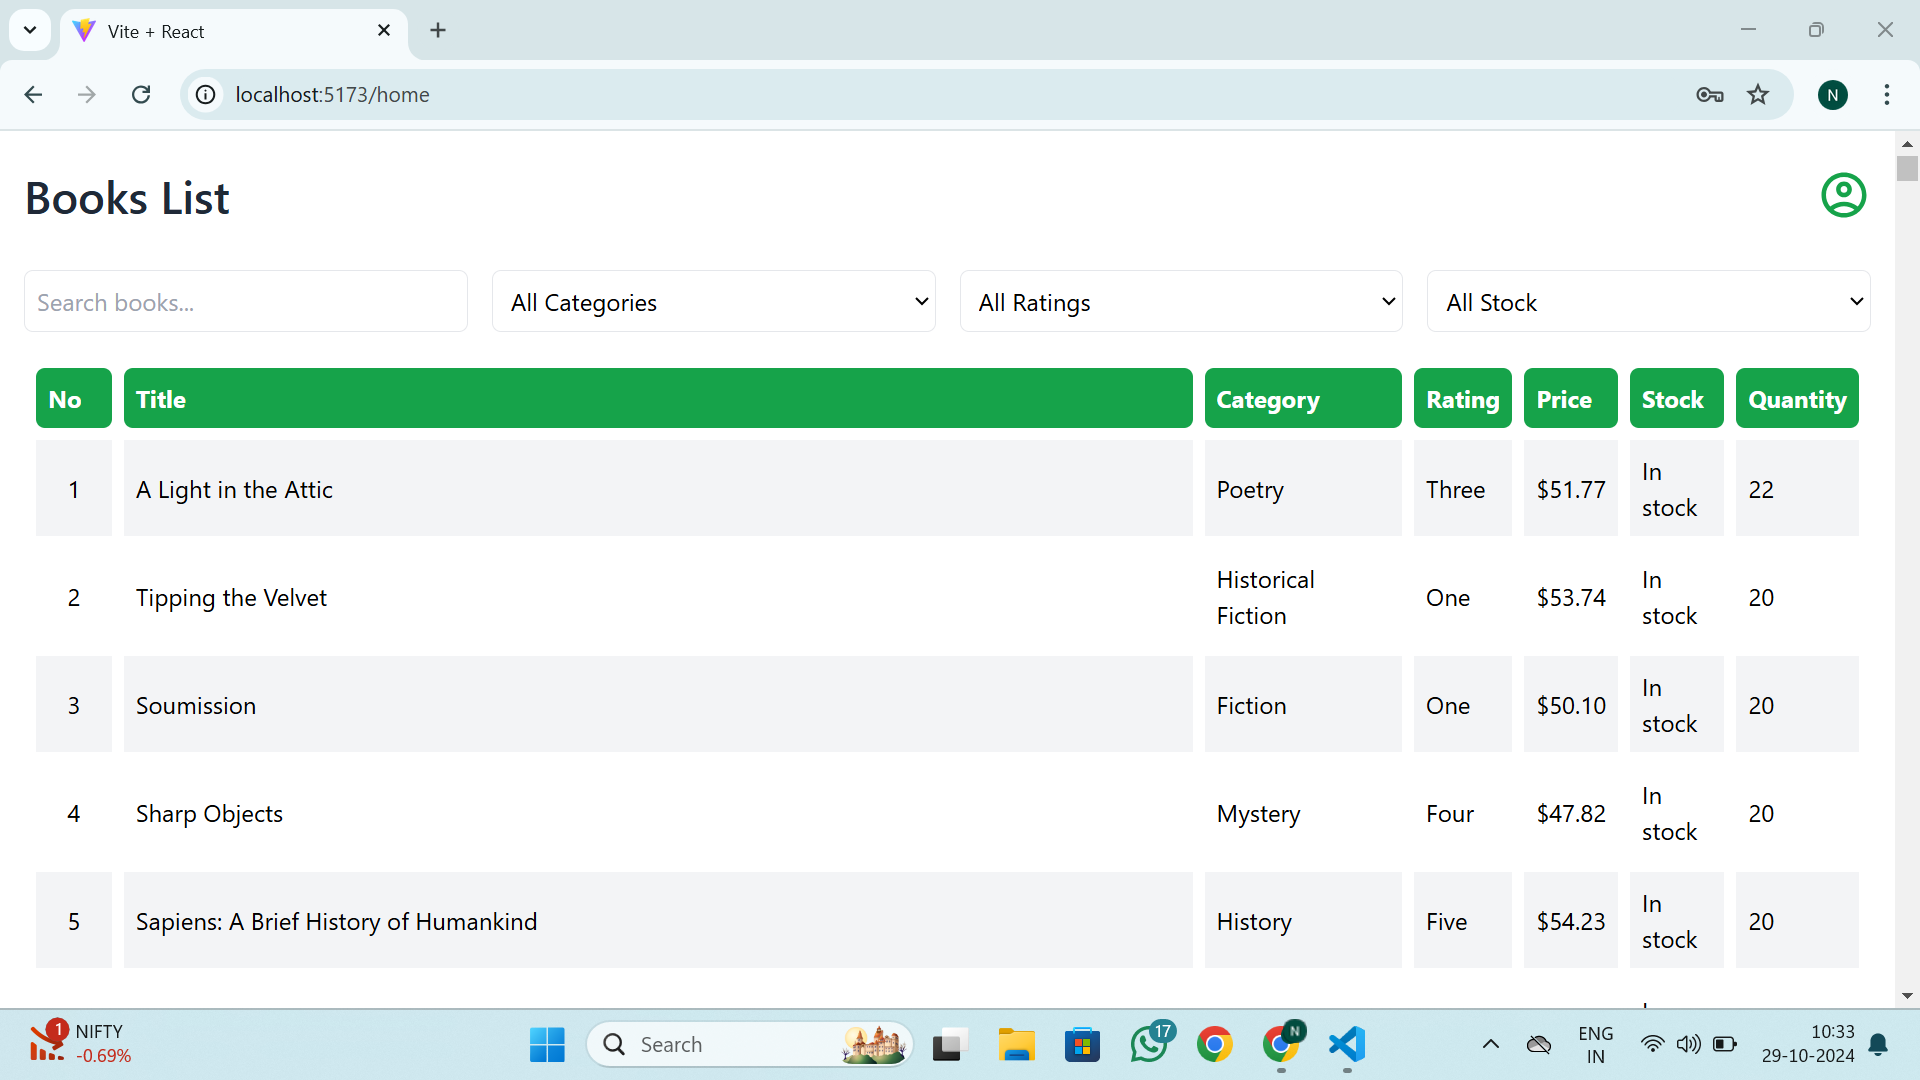 Vite + React
localhost:5173/home
N
Books List
Search books...
All Categories
All Ratings
All Stock
No Title Category Rating Price Stock Quantity
1 A Light in the Attic Poetry Three $51.77 In stock 22
2 Tipping the Velvet Historical Fiction One $53.74 In stock 20
3 Soumission Fiction One $50.10 In stock 20
4 Sharp Objects Mystery Four $47.82 In stock 20
5 Sapiens: A Brief History of Humankind History Five $54.23 In stock 20
1
NIFTY
-0.69%
Search
17
N
ENG
IN
10:33
29-10-2024